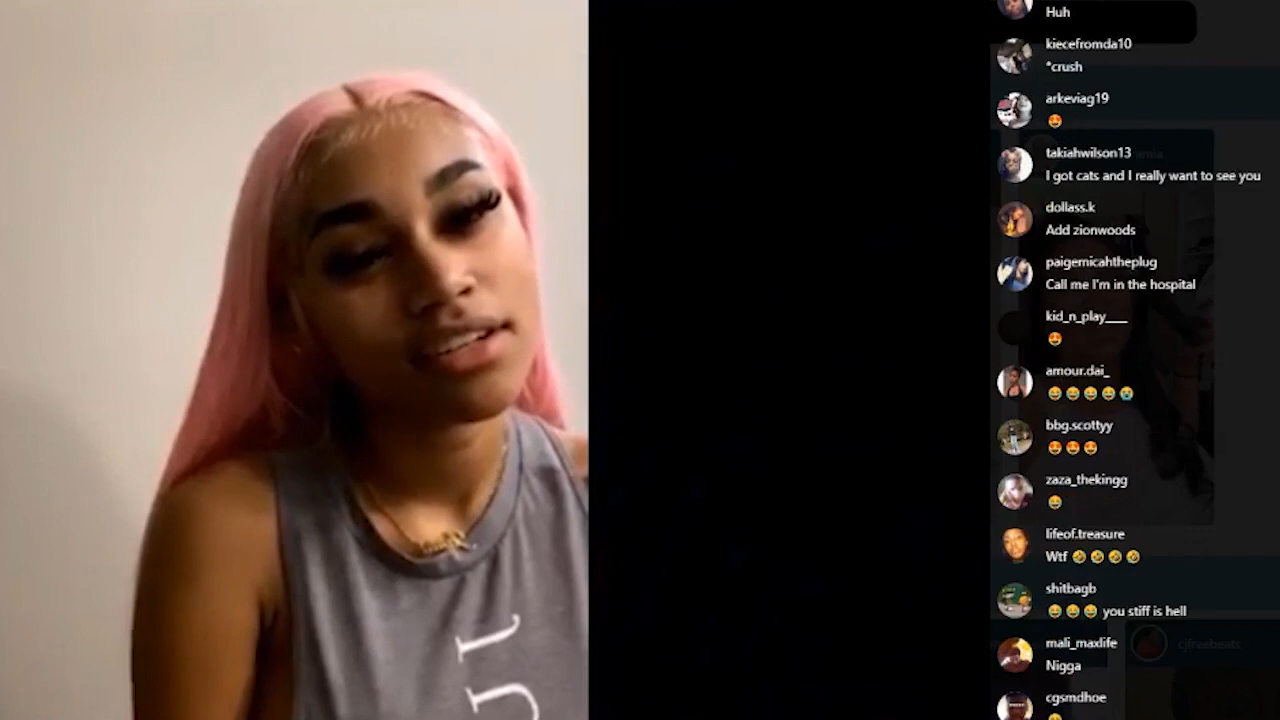 Huh
kiecefromda10
*crush
arkeviag19
😍
takiahwilson13
I got cats and I really want to see you
dollass.k
Add zionwoods
paigemicahtheplug
Call me I'm in the hospital
kid_n_play___
😍
amour.dai_
😂😂😂😂😭
bbg.scottyy
😍😍😍
zaza_thekingg
😂
lifeof.treasure
Wtf 🤣🤣🤣🤣
shitbagb
😂😂😂 you stiff is hell
mali_maxlife
cjfreebeats
Nigga
cgsmdhoe